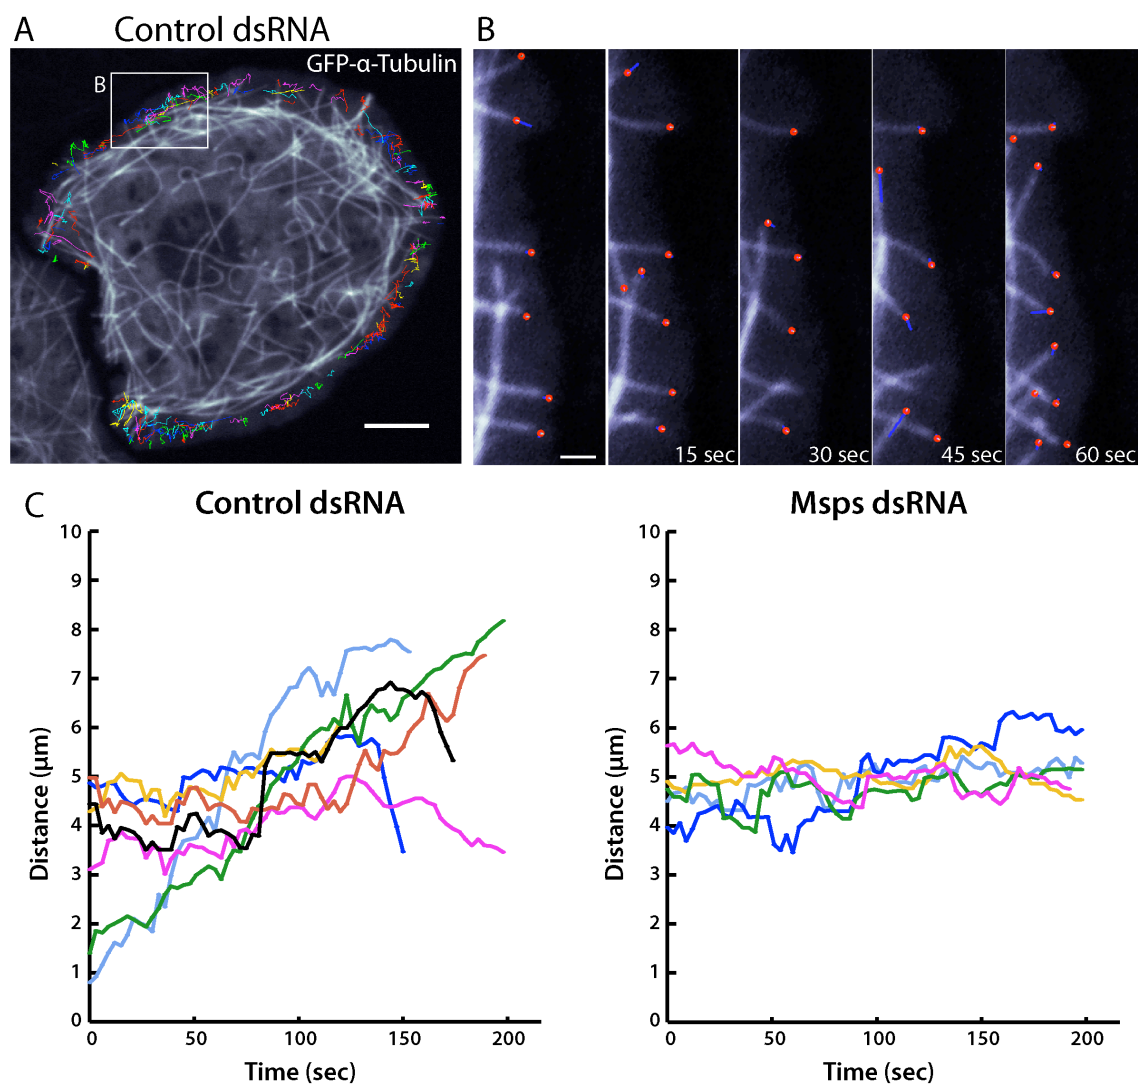 A
Control dsRNA
GFP-α-Tubulin
B
B
15 sec
30 sec
45 sec
60 sec
C
Control dsRNA
10
9
8
7
6
5
4
3
2
1
0
Distance (µm)
0
50
100
150
200
Time (sec)
Msps dsRNA
10
9
8
7
6
5
4
3
2
1
0
Distance (µm)
0
50
100
150
200
Time (sec)